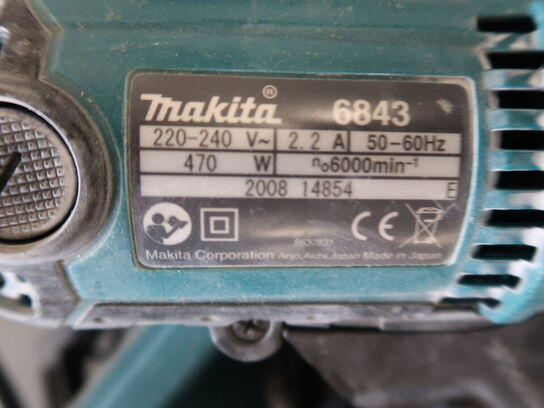 makita® 6843
220-240 V~ 2.2 A 50-60Hz
470 W n₀6000min⁻¹
2008 14854 E
CE
Makita Corporation Anjo, Aichi, Japan Made in Japan